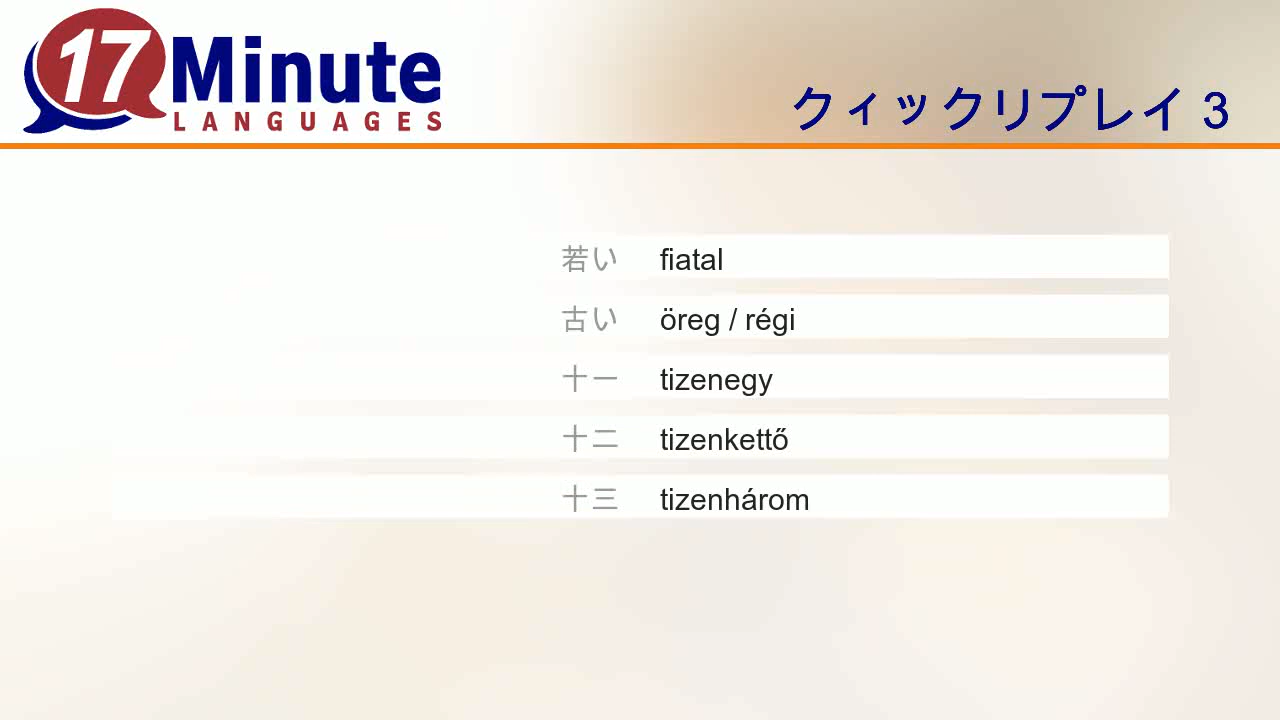 17 Minute
LANGUAGES
クィックリプレイ 3
若い fiatal
古い öreg / régi
十一 tizenegy
十二 tizenkettő
十三 tizenhárom